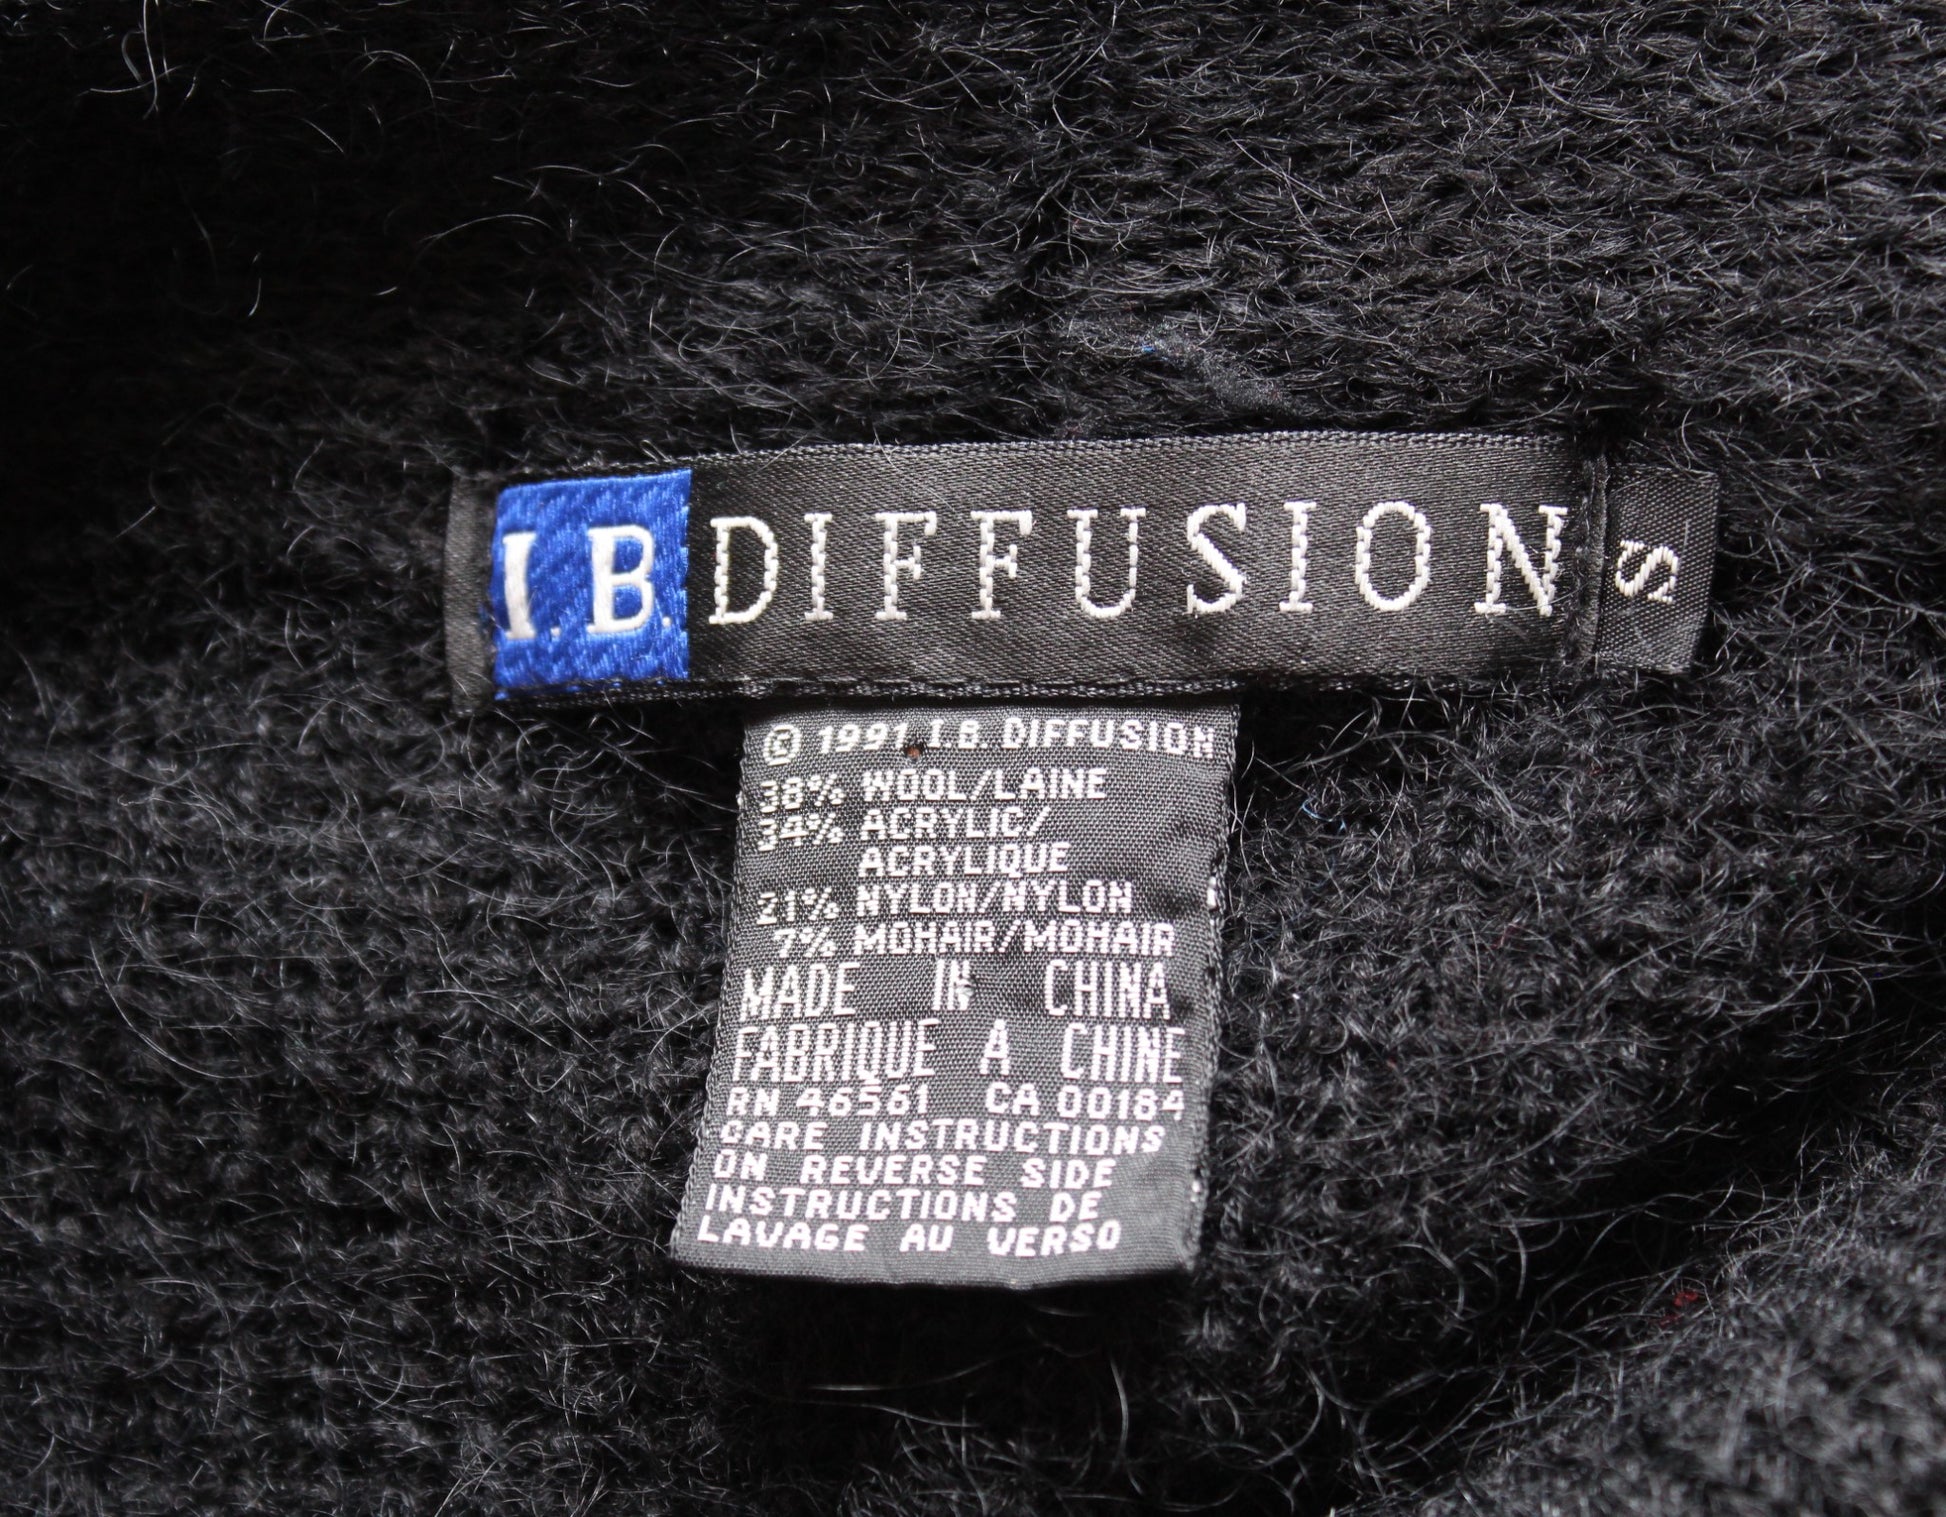 I.B. DIFFUSION
S
© 1991 I.B. DIFFUSION
38% WOOL/LAINE
34% ACRYLIC/
ACRYLIQUE
21% NYLON/NYLON
7% MOHAIR/MOHAIR
MADE IN CHINA
FABRIQUE A CHINE
RN 46561 CA 00184
CARE INSTRUCTIONS
ON REVERSE SIDE
INSTRUCTIONS DE
LAVAGE AU VERSO